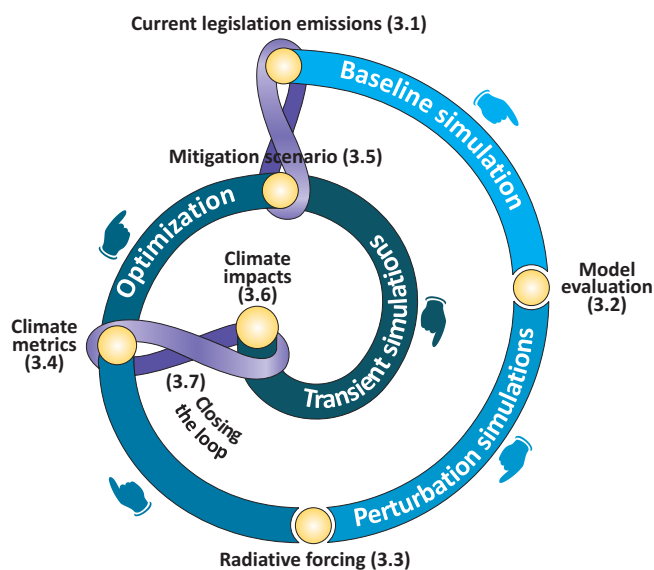 Current legislation emissions (3.1)
Baseline simulation
Mitigation scenario (3.5)
Optimization
Climate
impacts
(3.6)
Transient simulations
Model
evaluation
(3.2)
Climate
metrics
(3.4)
(3.7)
Closing
the loop
Perturbation simulations
Radiative forcing (3.3)